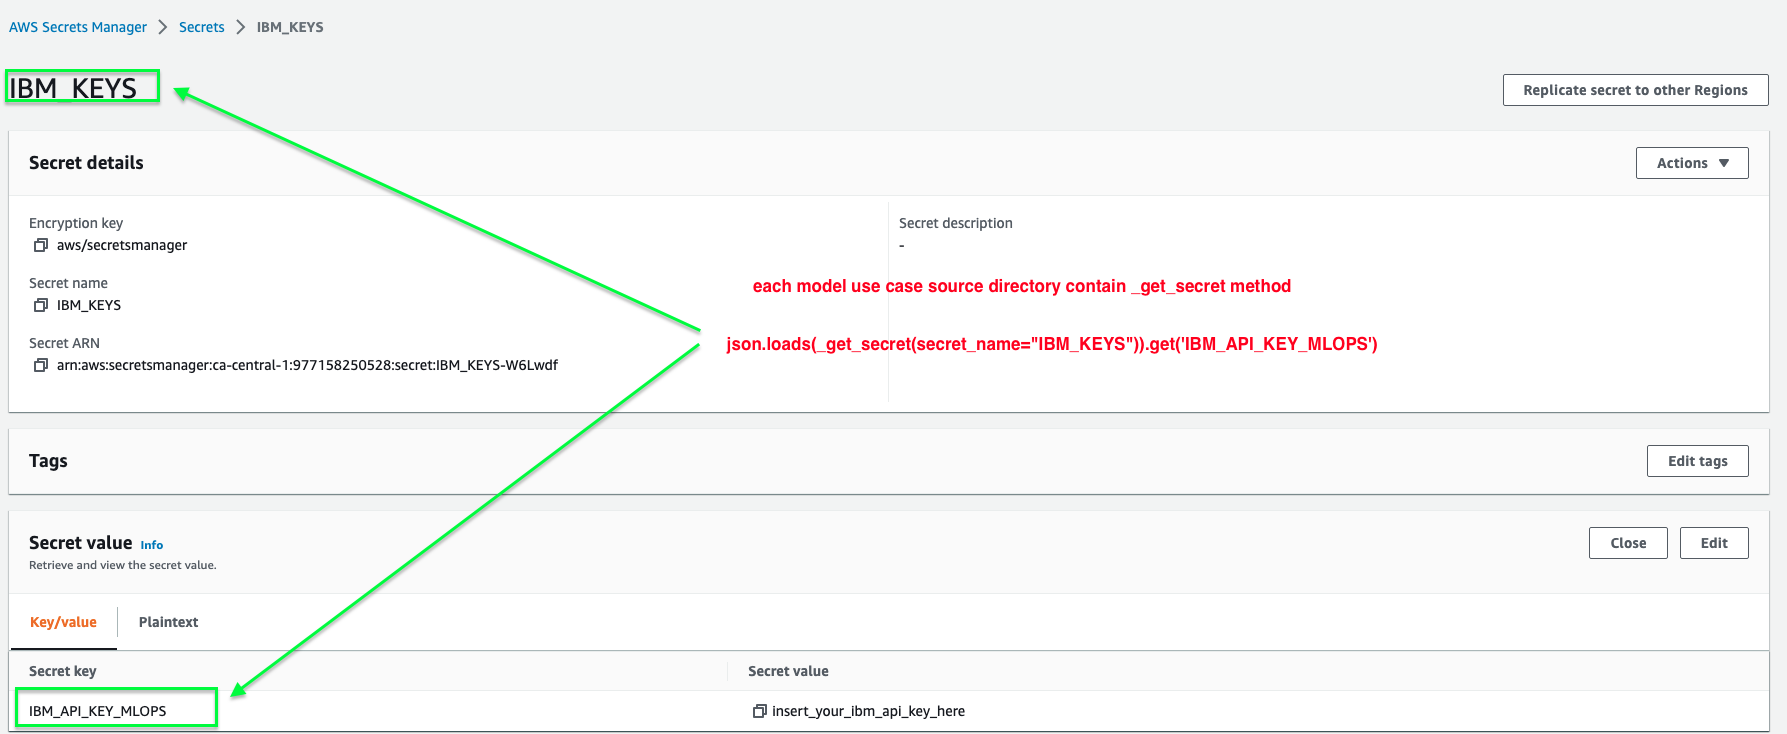 AWS Secrets Manager > Secrets > IBM_KEYS
IBM_KEYS
Replicate secret to other Regions
Secret details
Actions
Encryption key
aws/secretsmanager
Secret description
-
Secret name
IBM_KEYS
each model use case source directory contain _get_secret method
Secret ARN
arn:aws:secretsmanager:ca-central-1:977158250528:secret:IBM_KEYS-W6Lwdf
json.loads(_get_secret(secret_name="IBM_KEYS")).get('IBM_API_KEY_MLOPS')
Tags
Edit tags
Secret value Info
Retrieve and view the secret value.
Close
Edit
Key/value
Plaintext
Secret key
Secret value
IBM_API_KEY_MLOPS
insert_your_ibm_api_key_here